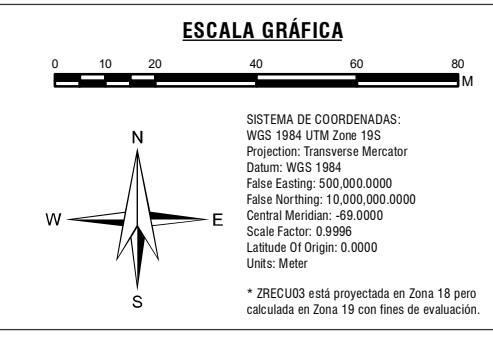 ESCALA GRÁFICA
0 10 20 40 60 80
M
N
W E
S
SISTEMA DE COORDENADAS:
WGS 1984 UTM Zone 19S
Projection: Transverse Mercator
Datum: WGS 1984
False Easting: 500,000.0000
False Northing: 10,000,000.0000
Central Meridian: -69.0000
Scale Factor: 0.9996
Latitude Of Origin: 0.0000
Units: Meter
* ZRECU03 está proyectada en Zona 18 pero
calculada en Zona 19 con fines de evaluación.